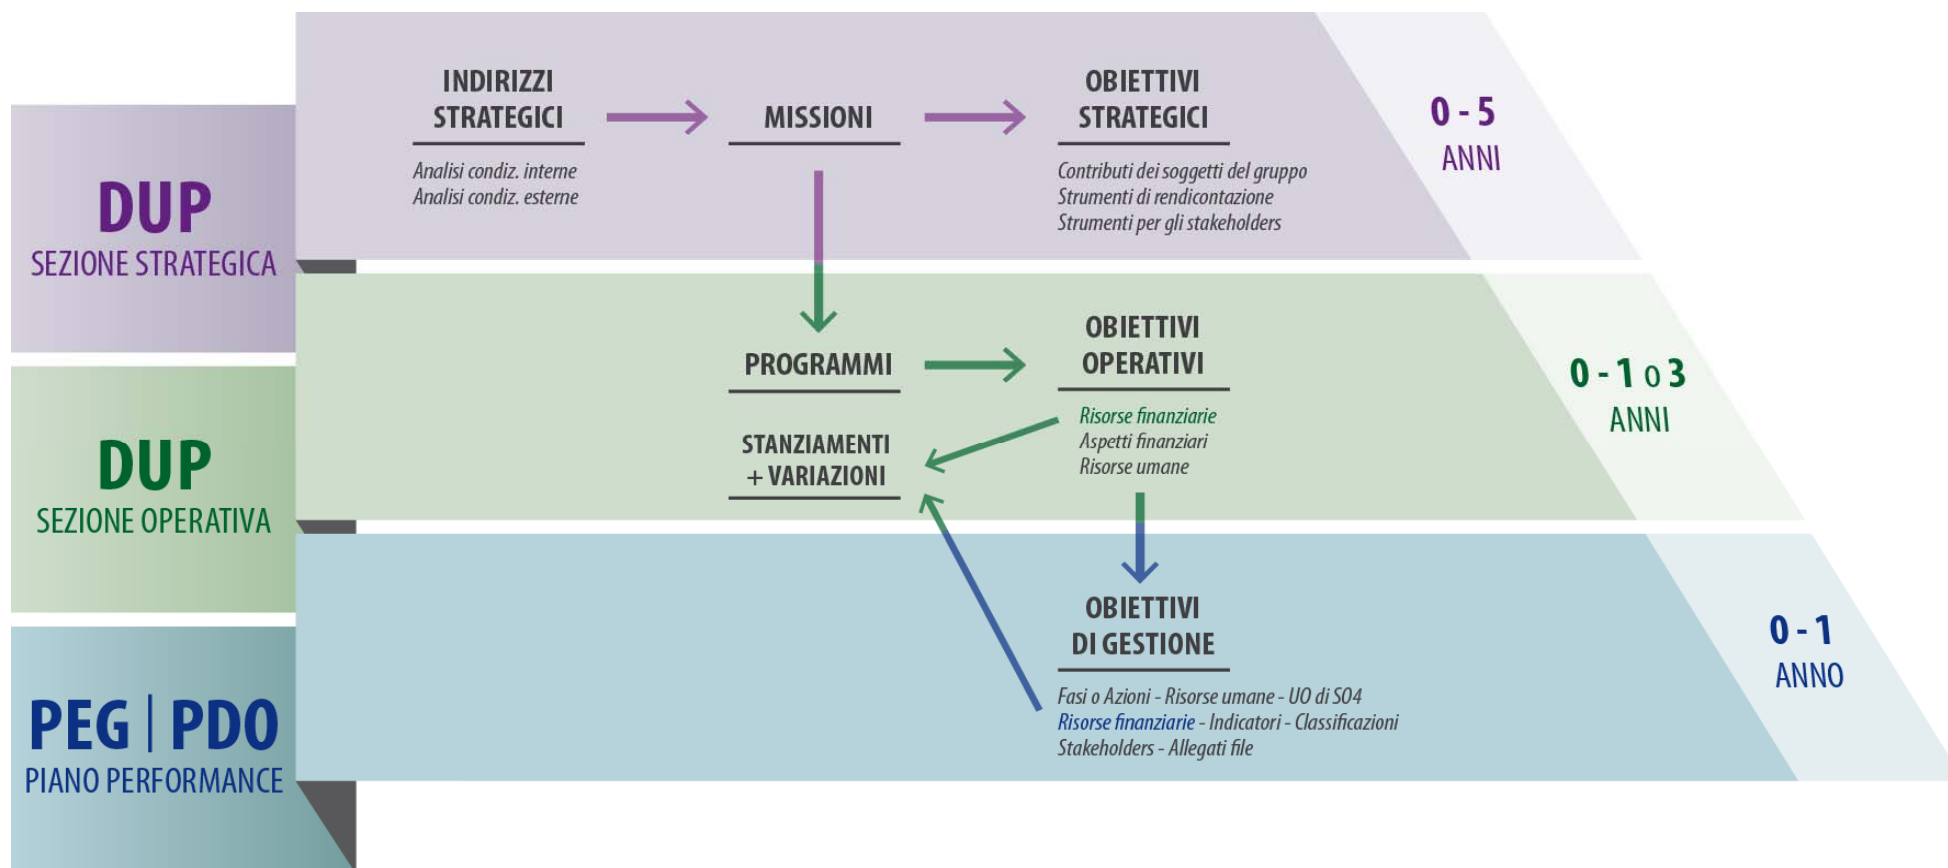 DUP
SEZIONE STRATEGICA
INDIRIZZI
STRATEGICI
Analisi condiz. interne
Analisi condiz. esterne
MISSIONI
OBIETTIVI
STRATEGICI
Contributi dei soggetti del gruppo
Strumenti di rendicontazione
Strumenti per gli stakeholders
0 - 5
ANNI
DUP
SEZIONE OPERATIVA
PROGRAMMI
STANZIAMENTI
+ VARIAZIONI
OBIETTIVI
OPERATIVI
Risorse finanziarie
Aspetti finanziari
Risorse umane
0 - 1 o 3
ANNI
PEG | PDO
PIANO PERFORMANCE
OBIETTIVI
DI GESTIONE
Fasi o Azioni - Risorse umane - UO di SO4
Risorse finanziarie - Indicatori - Classificazioni
Stakeholders - Allegati file
0 - 1
ANNO